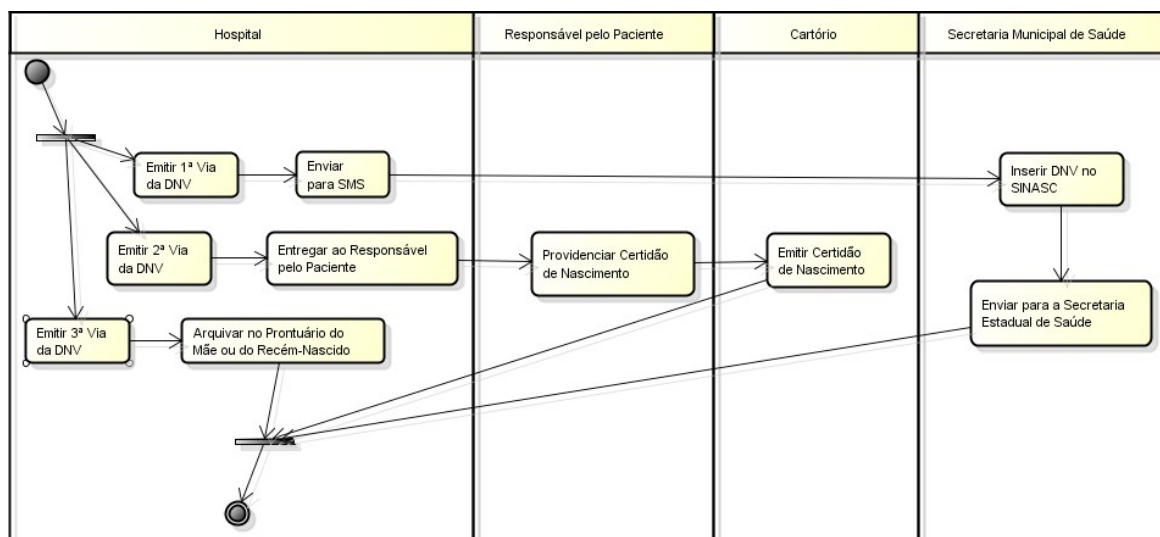 Hospital
Responsável pelo Paciente
Cartório
Secretaria Municipal de Saúde
Emitir 1ª Via
da DNV
Enviar
para SMS
Inserir DNV no
SINASC
Emitir 2ª Via
da DNV
Entregar ao Responsável
pelo Paciente
Providenciar Certidão
de Nascimento
Emitir Certidão
de Nascimento
Enviar para a Secretaria
Estadual de Saúde
Emitir 3ª Via
da DNV
Arquivar no Prontuário do
Mãe ou do Recém-Nascido